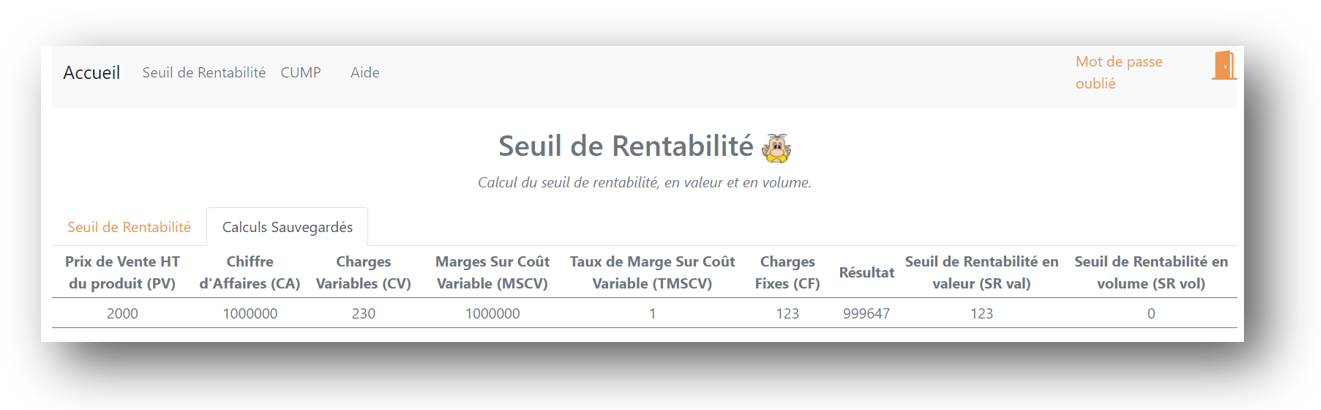 Accueil Seuil de Rentabilité CUMP Aide Mot de passe
oublié
Seuil de Rentabilité
Calcul du seuil de rentabilité, en valeur et en volume.
Seuil de Rentabilité Calculs Sauvegardés
Prix de Vente HT Chiffre Charges Marges Sur Coût Taux de Marge Sur Coût Charges Résultat Seuil de Rentabilité en Seuil de Rentabilité en
du produit (PV) d'Affaires (CA) Variables (CV) Variable (MSCV) Variable (TMSCV) Fixes (CF) valeur (SR val) volume (SR vol)
2000 1000000 230 1000000 1 123 999647 123 0